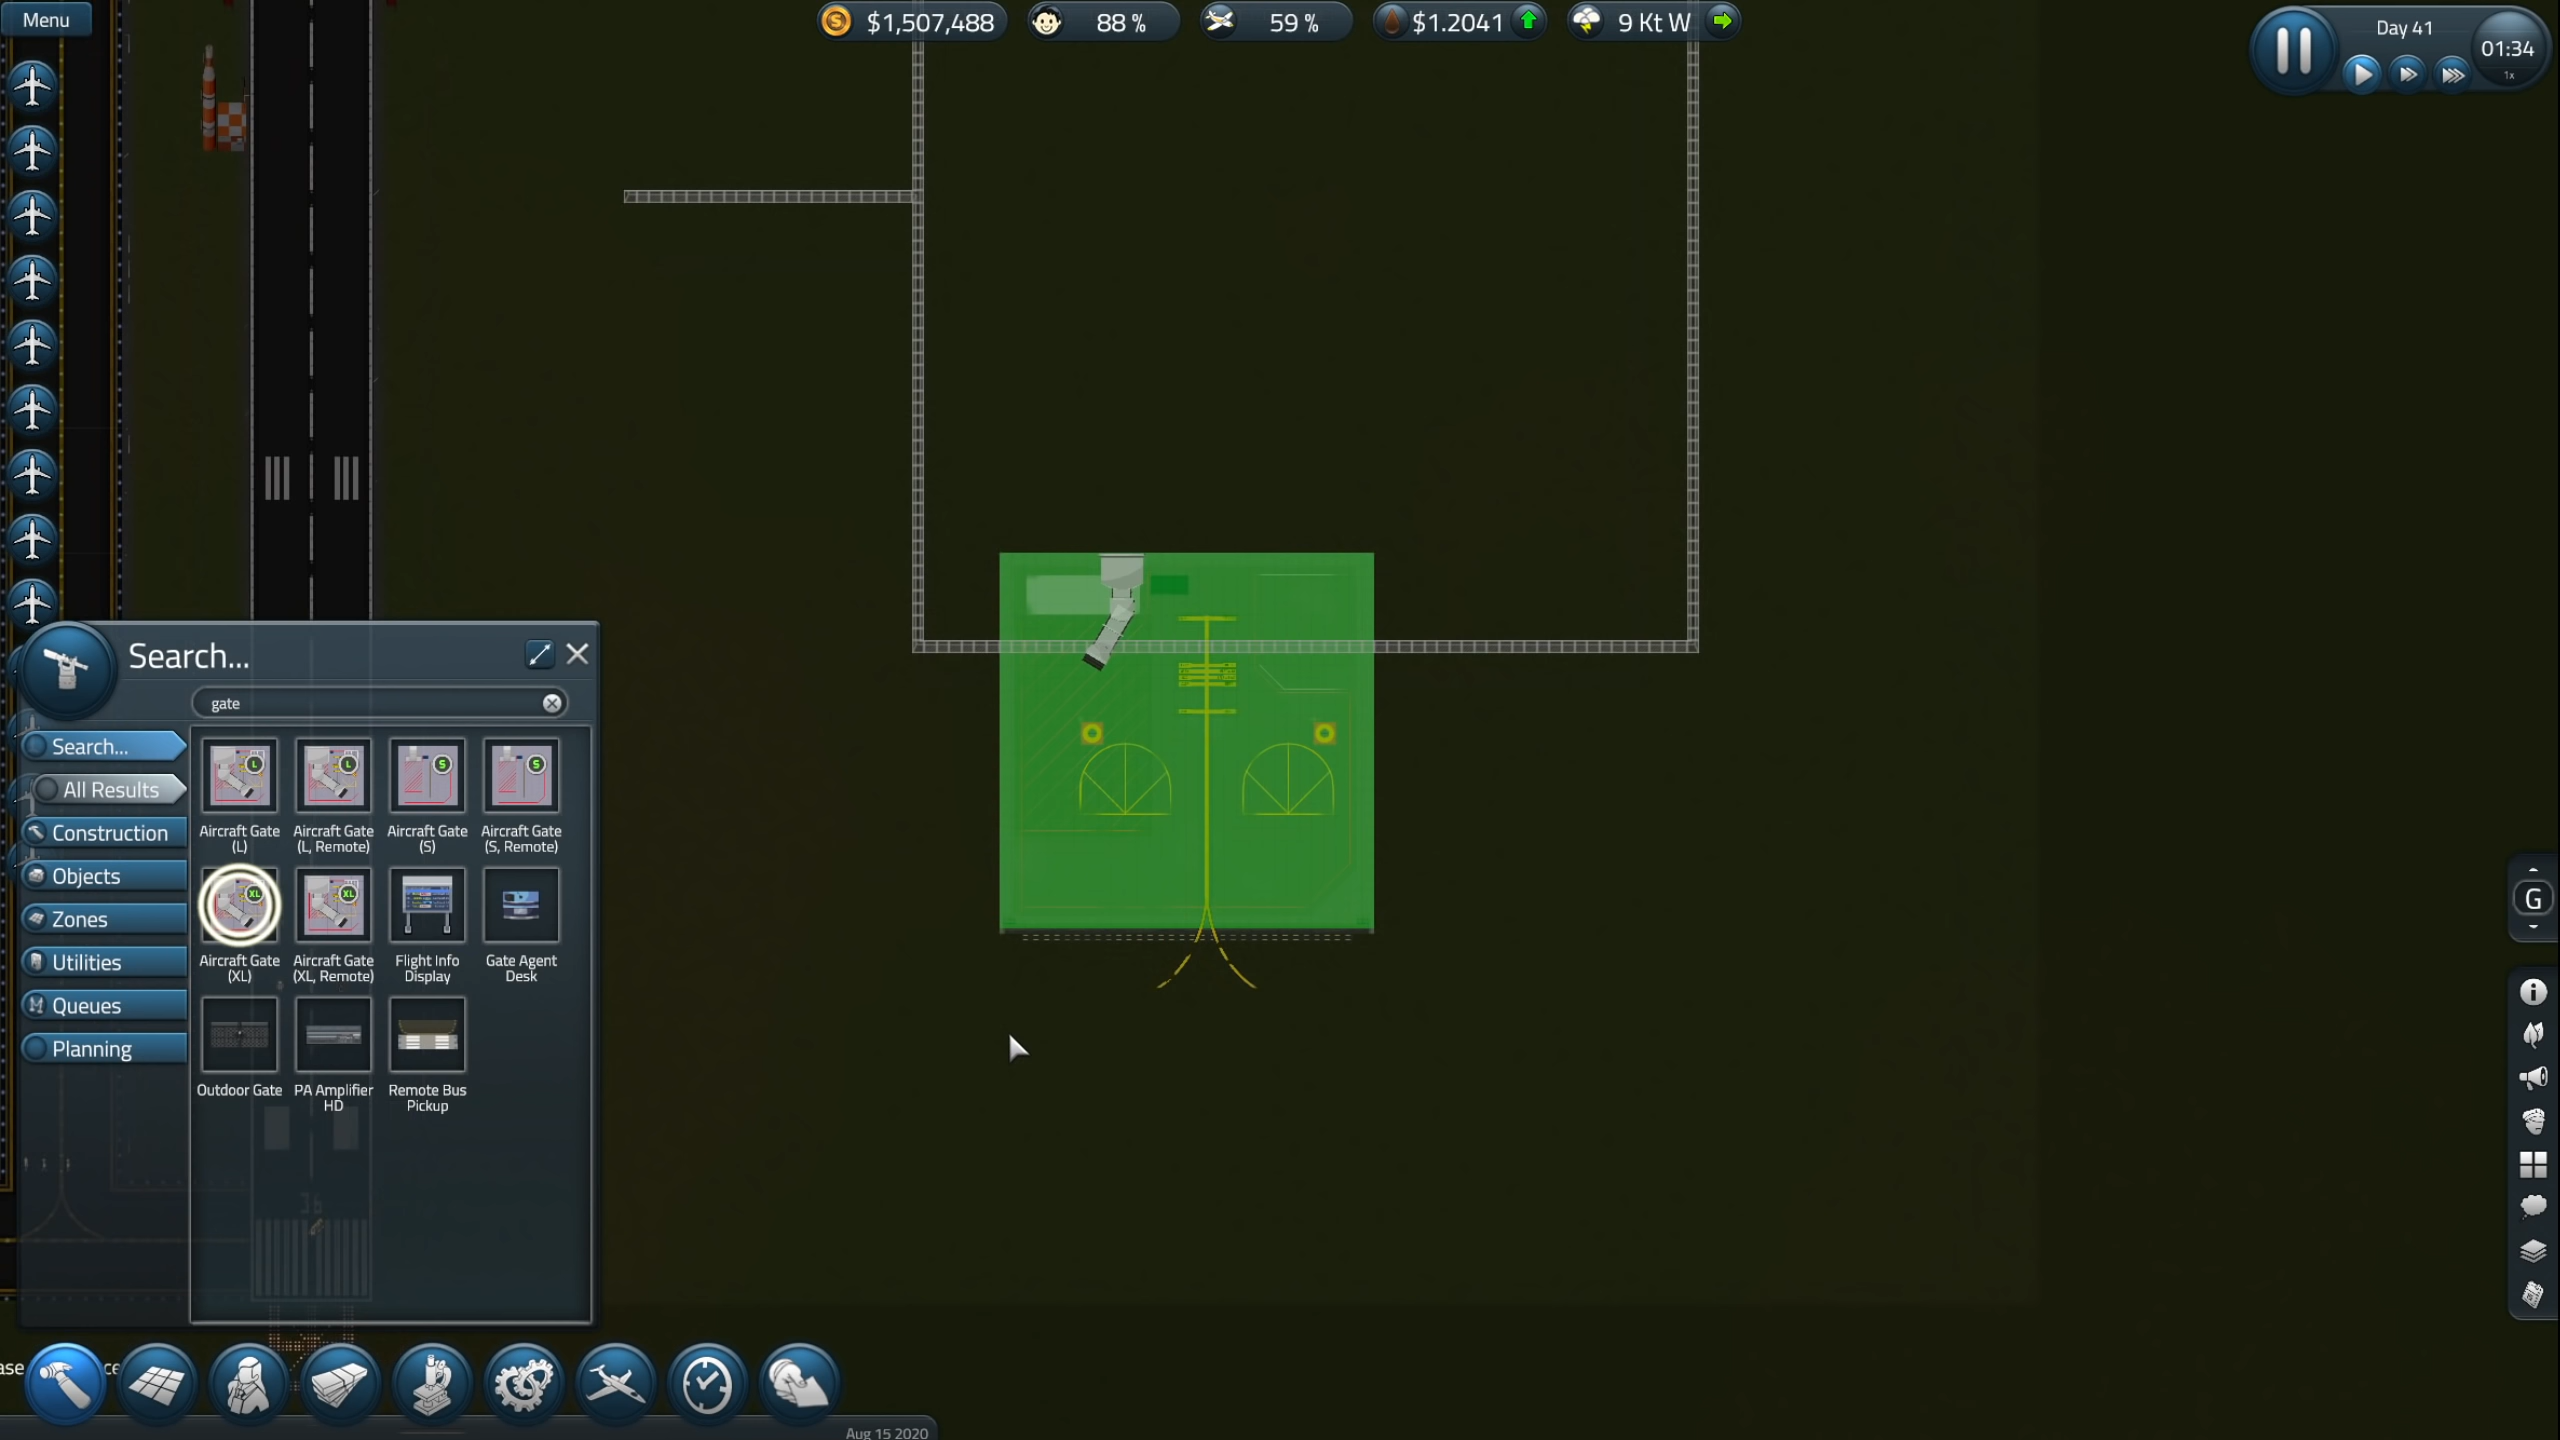 Menu
$1,507,488
88 %
59 %
$1.2041
9 Kt W
Day 41
01:34
1x
Search...
gate
Search...
All Results
Construction
Objects
Zones
Utilities
Queues
Planning
L
L
S
S
Aircraft Gate (L)
Aircraft Gate (L, Remote)
Aircraft Gate (S)
Aircraft Gate (S, Remote)
XL
XL
Aircraft Gate (XL)
Aircraft Gate (XL, Remote)
Flight Info Display
Gate Agent Desk
Outdoor Gate
PA Amplifier HD
Remote Bus Pickup
G
36
Aug 15 2020